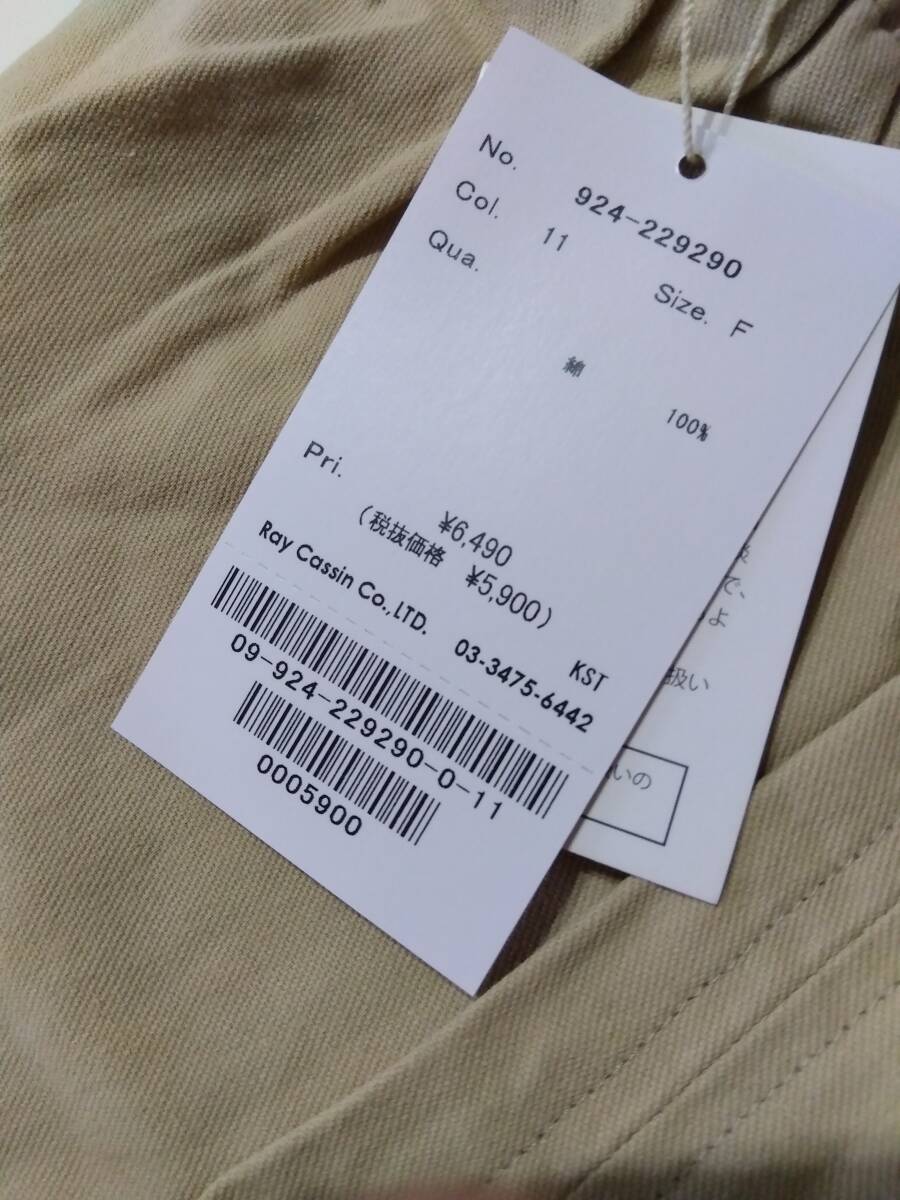 No. 924-229290
Col. 11 Size. F
Qua.
綿 100%
Pri.
¥6,490
(税抜価格 ¥5,900)
KST
Ray Cassin Co.,LTD. 03-3475-6442
09-924-229290-0-11
0005900
で、
よ
扱い
いの